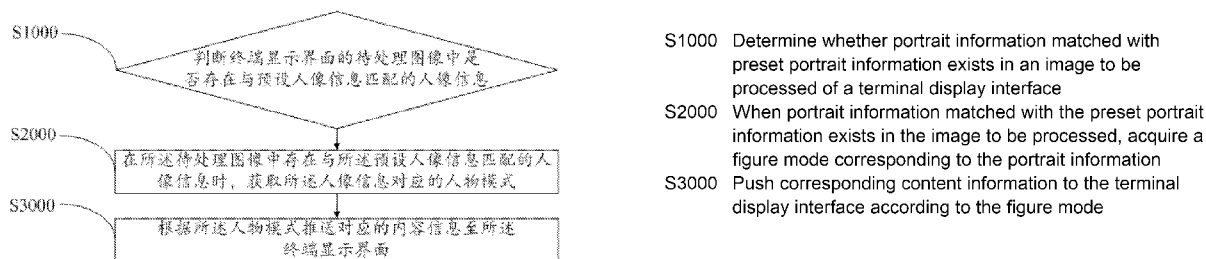 S1000
判断终端显示界面的待处理图像中是
否存在与预设人像信息匹配的人像信息
S2000
在所述待处理图像中存在与所述预设人像信息匹配的人
像信息时，获取所述人像信息对应的人物模式
S3000
根据所述人物模式推送对应的内容信息至所述
终端显示界面
S1000 Determine whether portrait information matched with
preset portrait information exists in an image to be
processed of a terminal display interface
S2000 When portrait information matched with the preset portrait
information exists in the image to be processed, acquire a
figure mode corresponding to the portrait information
S3000 Push corresponding content information to the terminal
display interface according to the figure mode